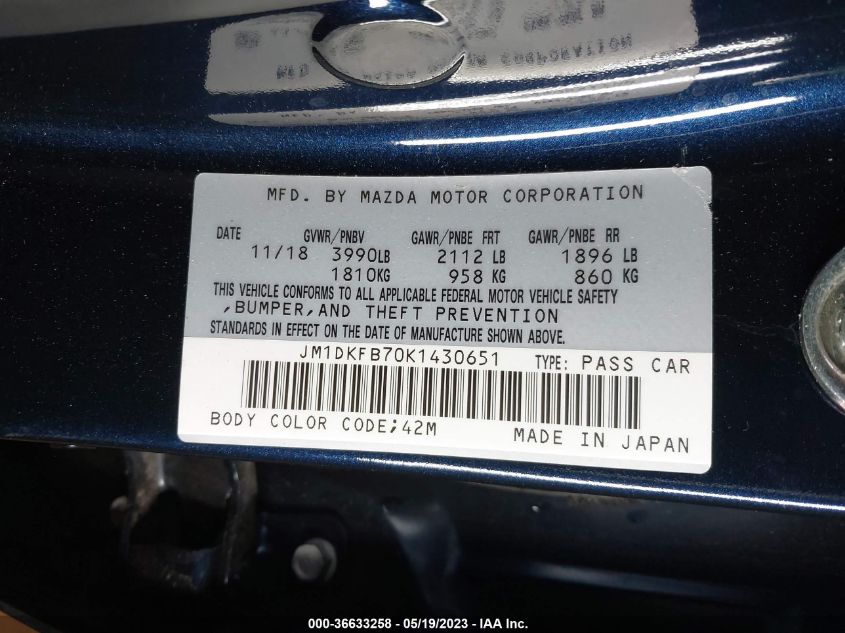 MFD. BY MAZDA MOTOR CORPORATION
DATE GVWR/PNBV GAWR/PNBE FRT GAWR/PNBE RR
11/18 3990LB 2112 LB 1896 LB
1810KG 958 KG 860 KG
THIS VEHICLE CONFORMS TO ALL APPLICABLE FEDERAL MOTOR VEHICLE SAFETY
,BUMPER,AND THEFT PREVENTION
STANDARDS IN EFFECT ON THE DATE OF MANUFACTURE SHOWN ABOVE.
JM1DKFB70K1430651 TYPE: PASS CAR
BODY COLOR CODE;42M MADE IN JAPAN
000-36633258 - 05/19/2023 - IAA Inc.